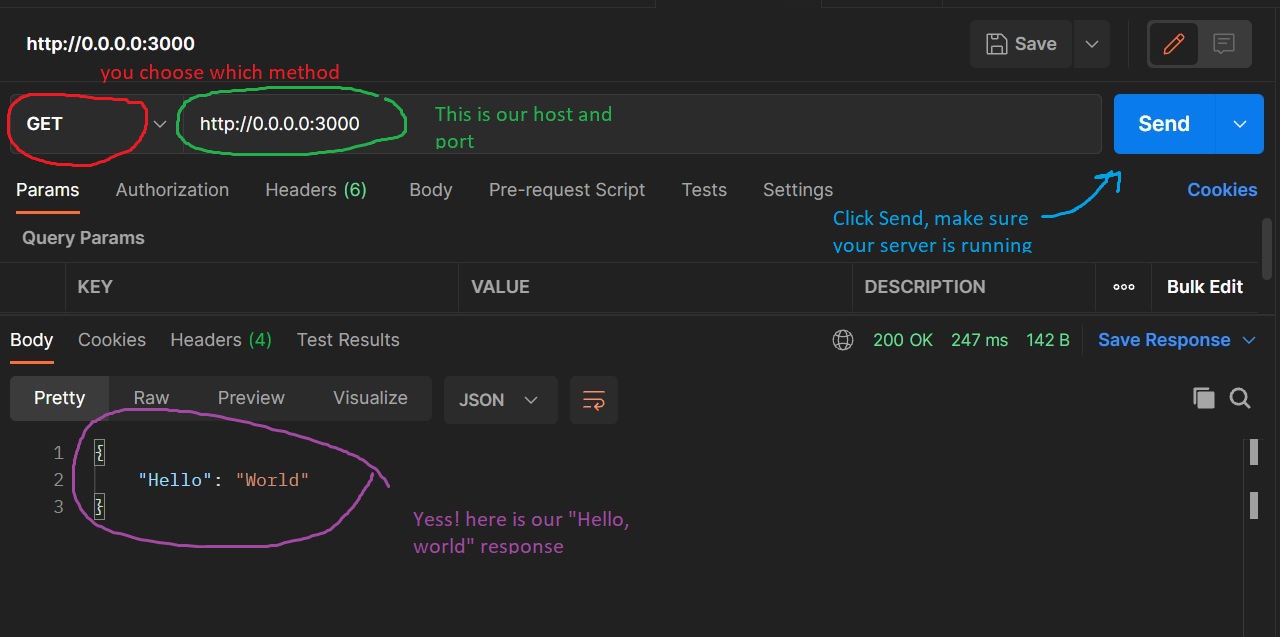 http://0.0.0.0:3000
Save
you choose which method
GET
http://0.0.0.0:3000
This is our host and
port
Send
Params Authorization Headers (6) Body Pre-request Script Tests Settings Cookies
Click Send, make sure
your server is running
Query Params
KEY VALUE DESCRIPTION Bulk Edit
Body Cookies Headers (4) Test Results 200 OK 247 ms 142 B Save Response
Pretty Raw Preview Visualize JSON
1 {
2 "Hello": "World"
3 }
Yess! here is our "Hello,
world" response